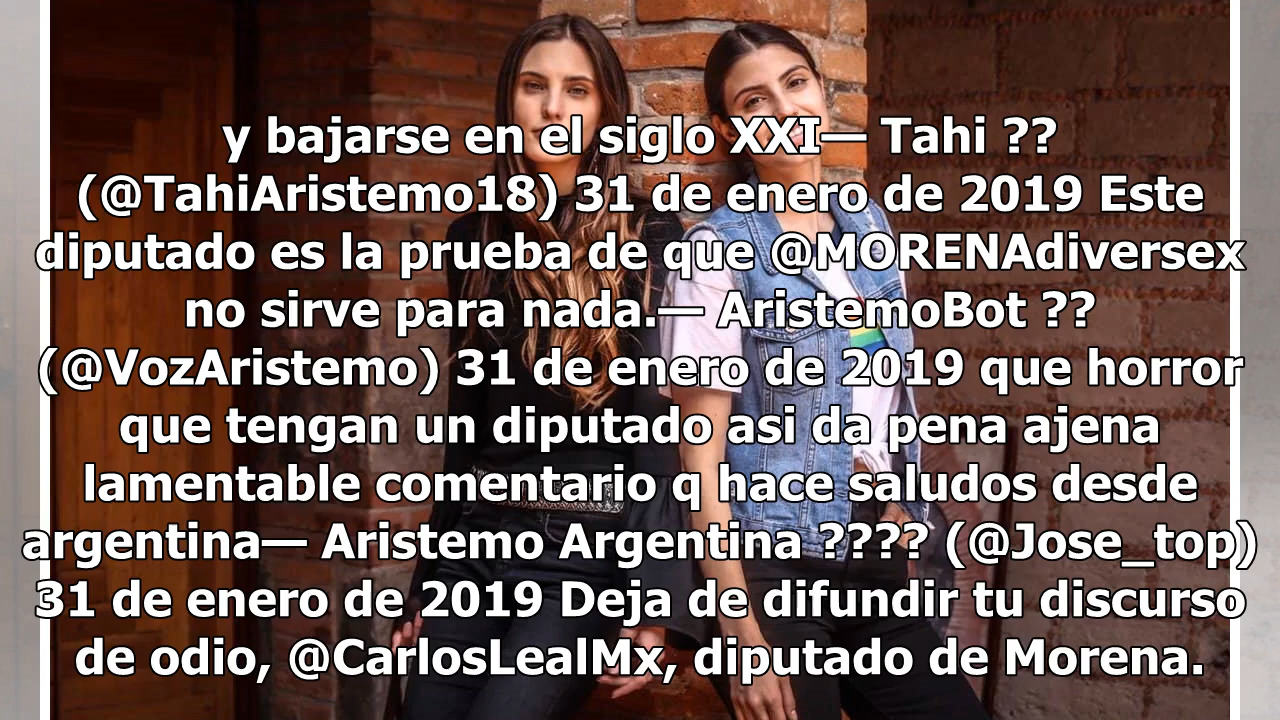 y bajarse en el siglo XXI— Tahi ??
(@TahiAristemo18) 31 de enero de 2019 Este
diputado es la prueba de que @MORENAdiversex
no sirve para nada.— AristemoBot ??
(@VozAristemo) 31 de enero de 2019 que horror
que tengan un diputado asi da pena ajena
lamentable comentario q hace saludos desde
argentina— Aristemo Argentina ???? (@Jose_top)
31 de enero de 2019 Deja de difundir tu discurso
de odio, @CarlosLealMx, diputado de Morena.